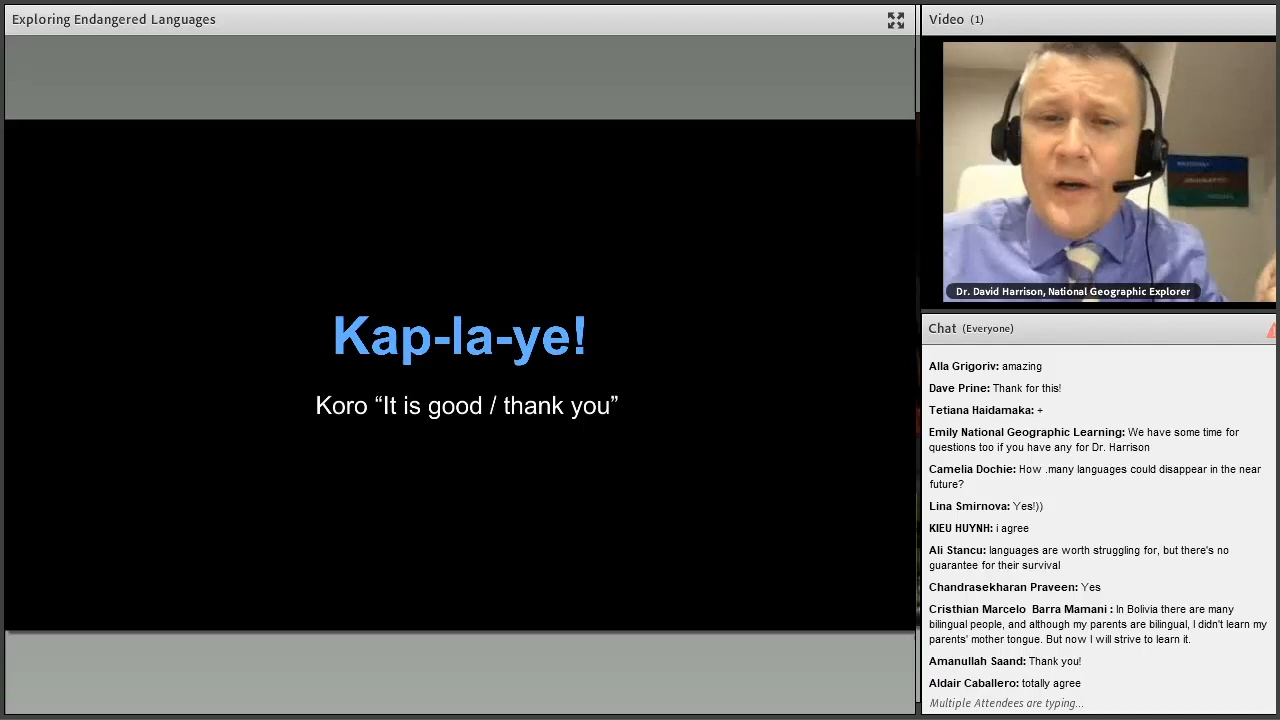 Exploring Endangered Languages
Kap-la-ye!
Koro “It is good / thank you”
Video (1)
Dr. David Harrison, National Geographic Explorer
Chat (Everyone)
Alla Grigoriv: amazing
Dave Prine: Thank for this!
Tetiana Haidamaka: +
Emily National Geographic Learning: We have some time for
questions too if you have any for Dr. Harrison
Camelia Dochie: How .many languages could disappear in the near
future?
Lina Smirnova: Yes!))
KIEU HUYNH: i agree
Ali Stancu: languages are worth struggling for, but there's no
guarantee for their survival
Chandrasekharan Praveen: Yes
Cristhian Marcelo Barra Mamani : In Bolivia there are many
bilingual people, and although my parents are bilingual, I didn't learn my
parents' mother tongue. But now I will strive to learn it.
Amanullah Saand: Thank you!
Aldair Caballero: totally agree
Multiple Attendees are typing...